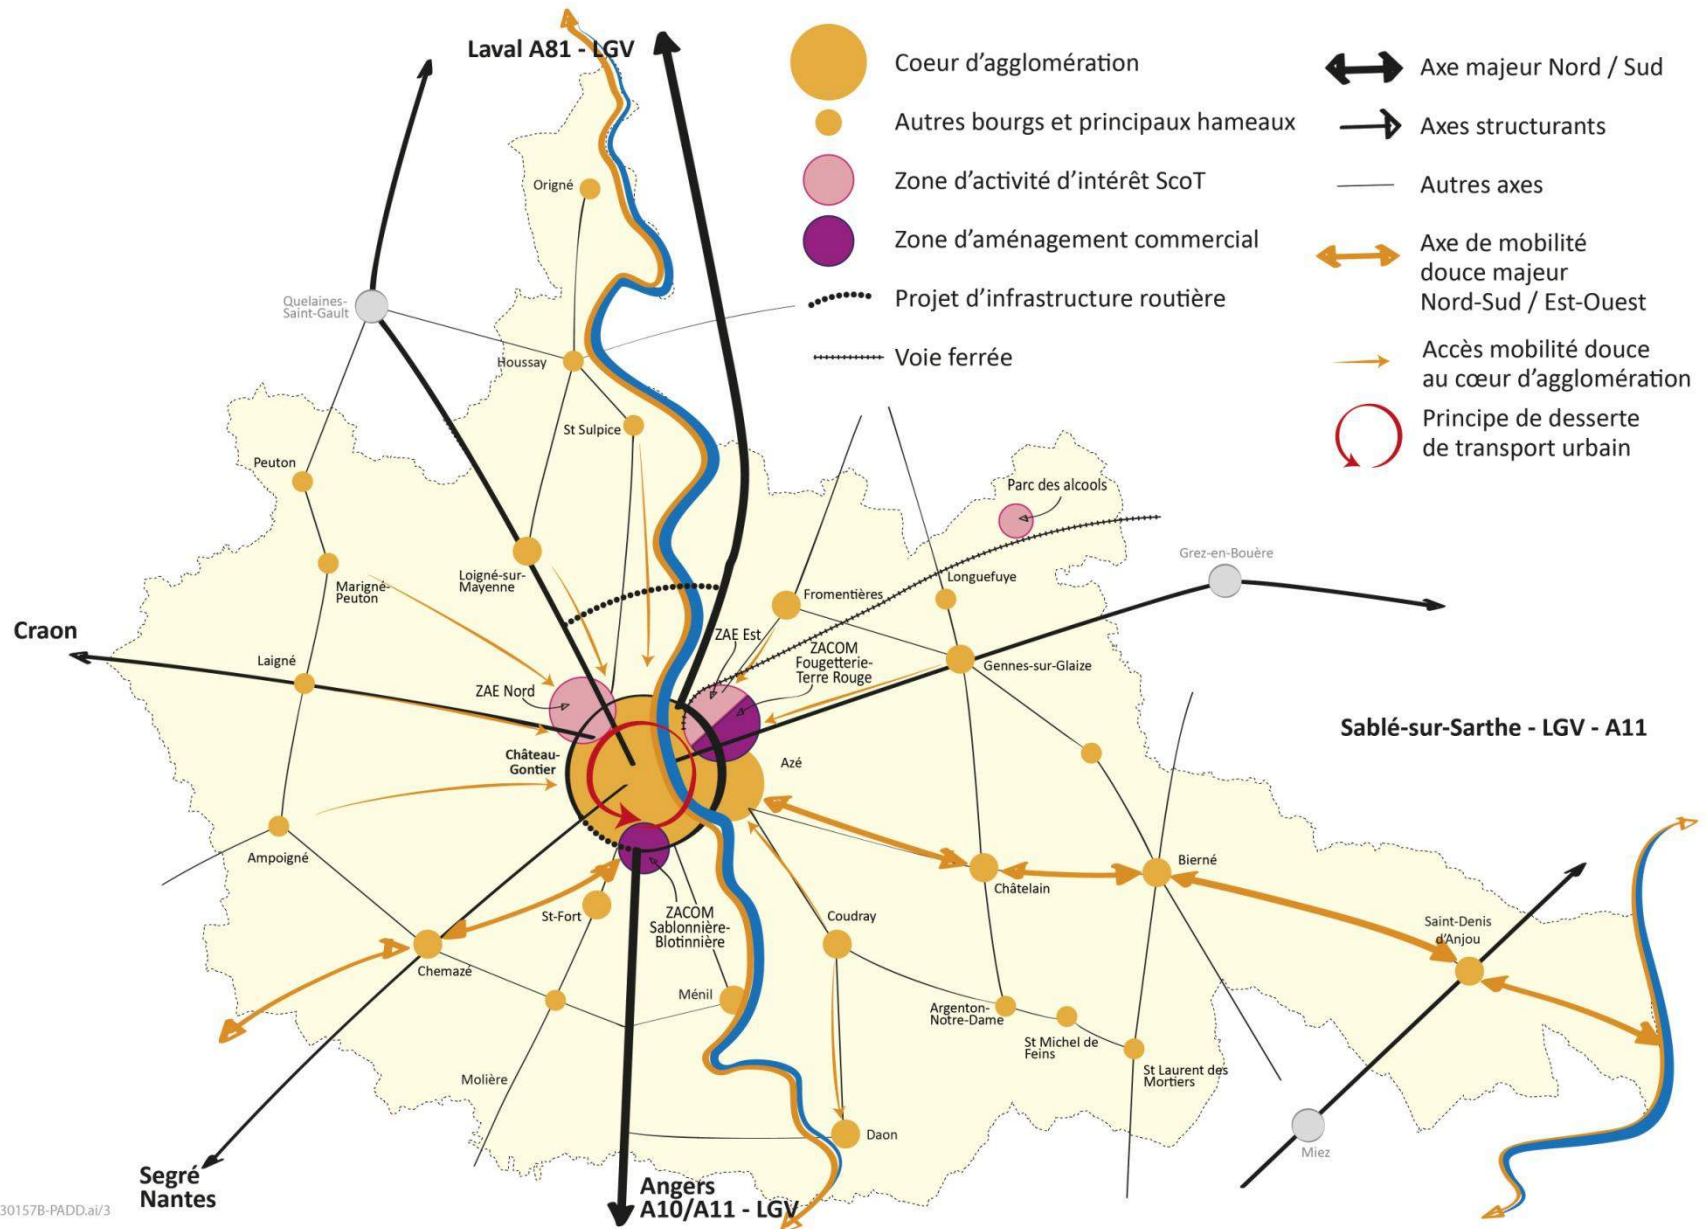 Laval A81 - LGV
Coeur d'agglomération
Autres bourgs et principaux hameaux
Zone d'activité d'intérêt ScoT
Zone d'aménagement commercial
Projet d'infrastructure routière
Voie ferrée
Axe majeur Nord / Sud
Axes structurants
Autres axes
Axe de mobilité
douce majeur
Nord-Sud / Est-Ouest
Accès mobilité douce
au cœur d'agglomération
Principe de desserte
de transport urbain
Origné
Quelaines-
Saint-Gault
Houssay
St Sulpice
Peuton
Parc des alcools
Grez-en-Bouère
Marigné-
Peuton
Loigné-sur-
Mayenne
Longuefuye
Fromentières
Craon
ZAE Est
ZACOM
Fougetterie-
Terre Rouge
Laigné
Gennes-sur-Glaize
ZAE Nord
Sablé-sur-Sarthe - LGV - A11
Château-
Gontier
Azé
Ampoigné
Châtelain
Bierné
St-Fort
ZACOM
Sablonnière-
Blotinnière
Coudray
Saint-Denis
d'Anjou
Chemazé
Ménil
Argenton-
Notre-Dame
St Michel de
Feins
St Laurent des
Mortiers
Molière
Daon
Miez
Segré
Nantes
Angers
A10/A11 - LGV
30157B-PADD.ai/3